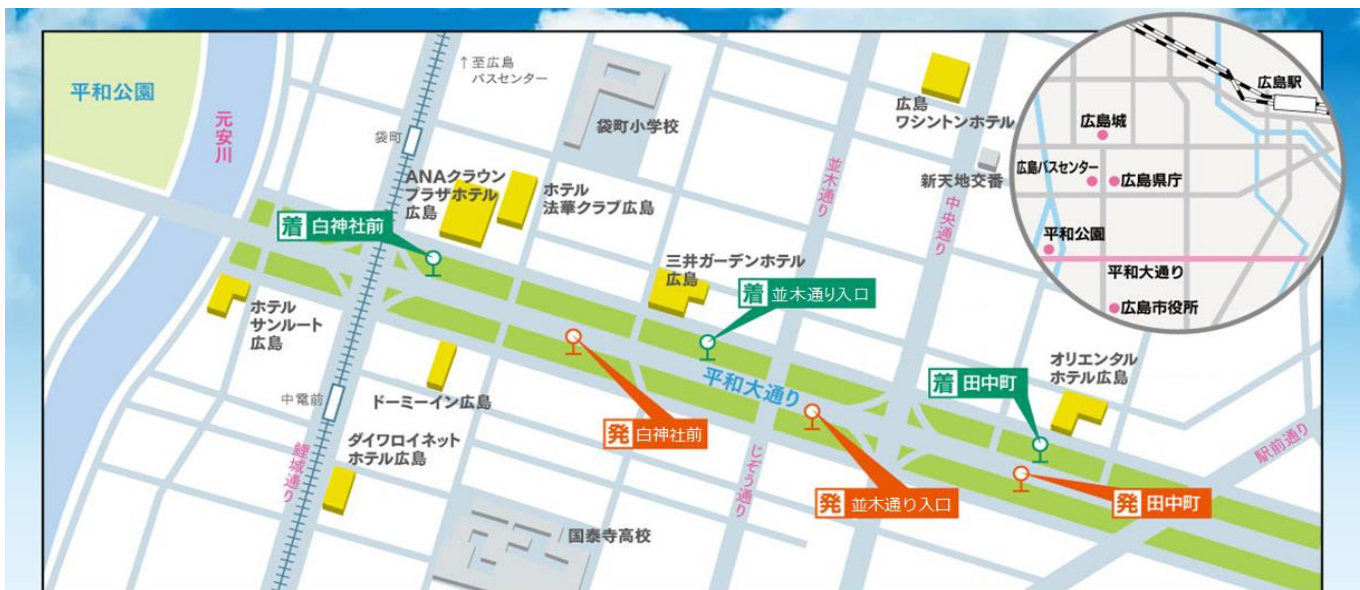 平和公園
元安川
↑至広島
バスセンター
袋町
袋町小学校
広島
ワシントンホテル
新天地交番
並木通り
中央通り
ANAクラウン
プラザホテル
広島
ホテル
法華クラブ広島
着 白神社前
三井ガーデンホテル
広島
着 並木通り入口
ホテル
サンルート
広島
平和大通り
着 田中町
オリエンタル
ホテル広島
中電前
ドーミーイン広島
発 白神社前
鯉城通り
ダイワロイネット
ホテル広島
じぞう通り
発 並木通り入口
発 田中町
駅前通り
国泰寺高校
広島駅
広島城
広島バスセンター
広島県庁
平和公園
平和大通り
広島市役所